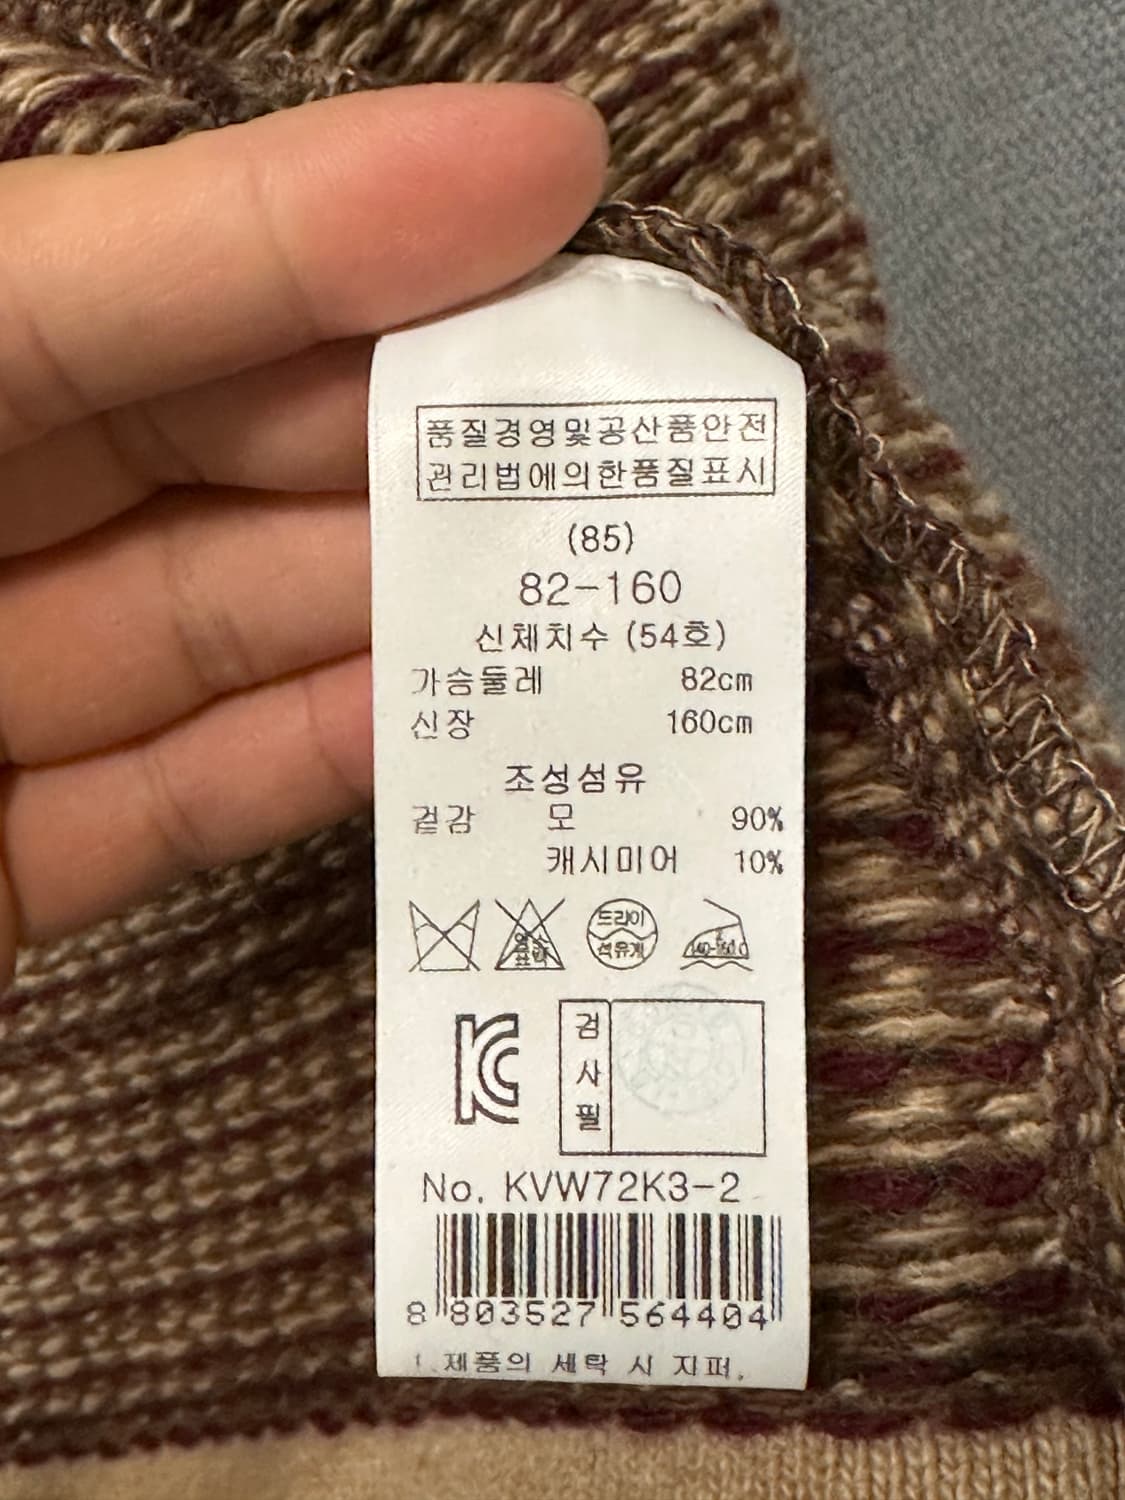 품질경영및공산품안전
관리법에의한품질표시
(85)
82-160
신체치수 (54호)
가슴둘레 82cm
신장 160cm
조성섬유
겉감 모 90%
캐시미어 10%
드라이
석유계
KC
검사필
No. KVW72K3-2
8 803527 564404
1.제품의 세탁 시 지퍼,